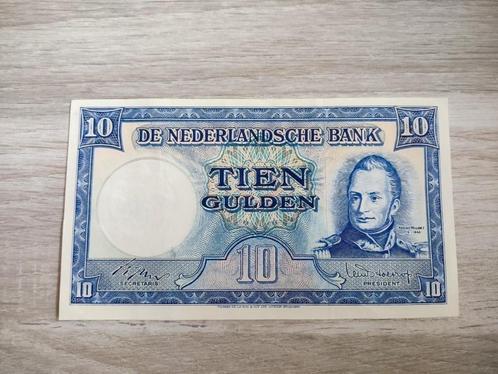 10
10
DE NEDERLANDSCHE BANK
TIEN
GULDEN
10
SECRETARIS
PRESIDENT
10
10